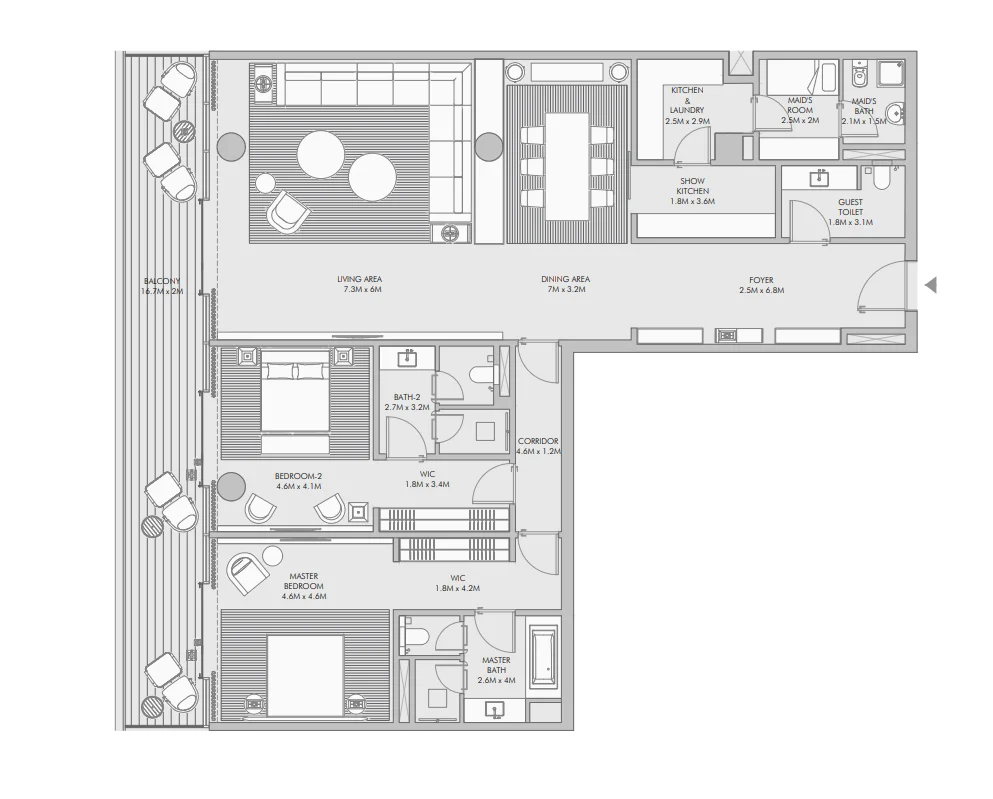 KITCHEN
&
LAUNDRY
2.5M x 2.9M
MAID'S
ROOM
2.5M x 2M
MAID'S
BATH
2.1M x 1.5M
SHOW
KITCHEN
1.8M x 3.6M
GUEST
TOILET
1.8M x 3.1M
BALCONY
16.7M x 2M
LIVING AREA
7.3M x 6M
DINING AREA
7M x 3.2M
FOYER
2.5M x 6.8M
BATH-2
2.7M x 3.2M
CORRIDOR
4.6M x 1.2M
BEDROOM-2
4.6M x 4.1M
WIC
1.8M x 3.4M
MASTER
BEDROOM
4.6M x 4.6M
WIC
1.8M x 4.2M
MASTER
BATH
2.6M x 4M